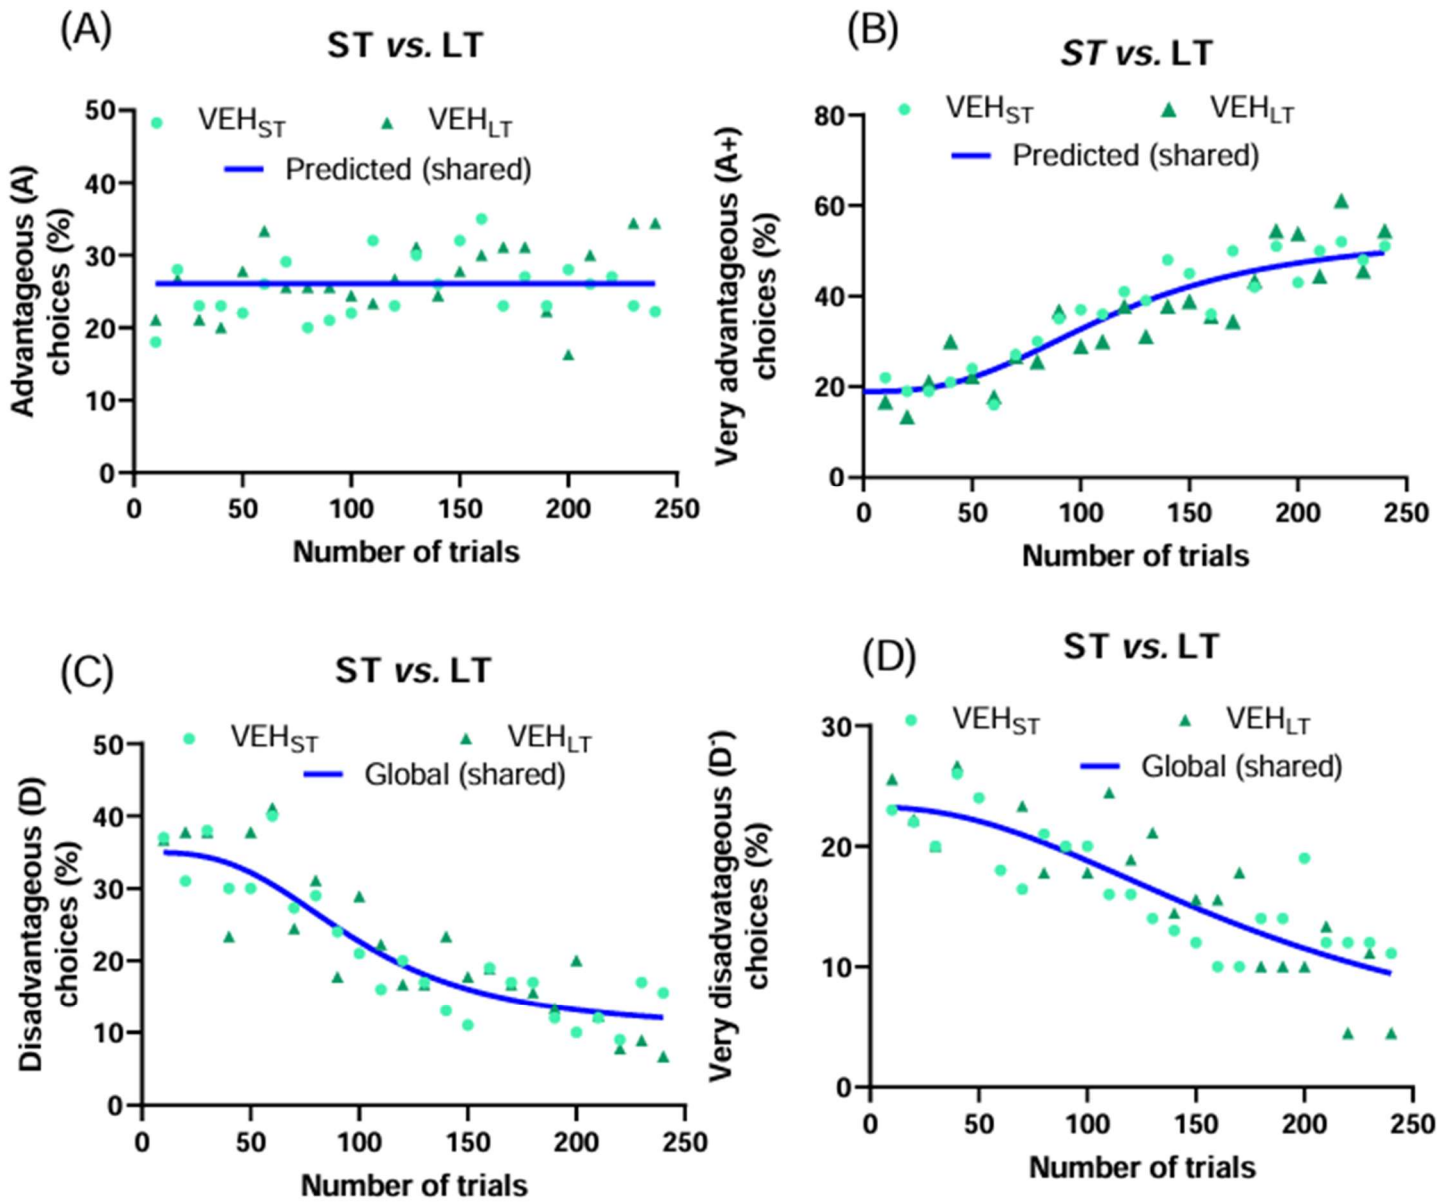 (A)
ST vs. LT
VEHST VEHLT
Predicted (shared)
Advantageous (A)
choices (%)
50
40
30
20
10
0
0 50 100 150 200 250
Number of trials
(B)
ST vs. LT
VEHST VEHLT
Predicted (shared)
Very advantageous (A+)
choices (%)
80
60
40
20
0
0 50 100 150 200 250
Number of trials
(C)
ST vs. LT
VEHST VEHLT
Global (shared)
Disadvantageous (D)
choices (%)
50
40
30
20
10
0
0 50 100 150 200 250
Number of trials
(D)
ST vs. LT
VEHST VEHLT
Global (shared)
Very disadvatageous (D-)
choices (%)
30
20
10
0
0 50 100 150 200 250
Number of trials